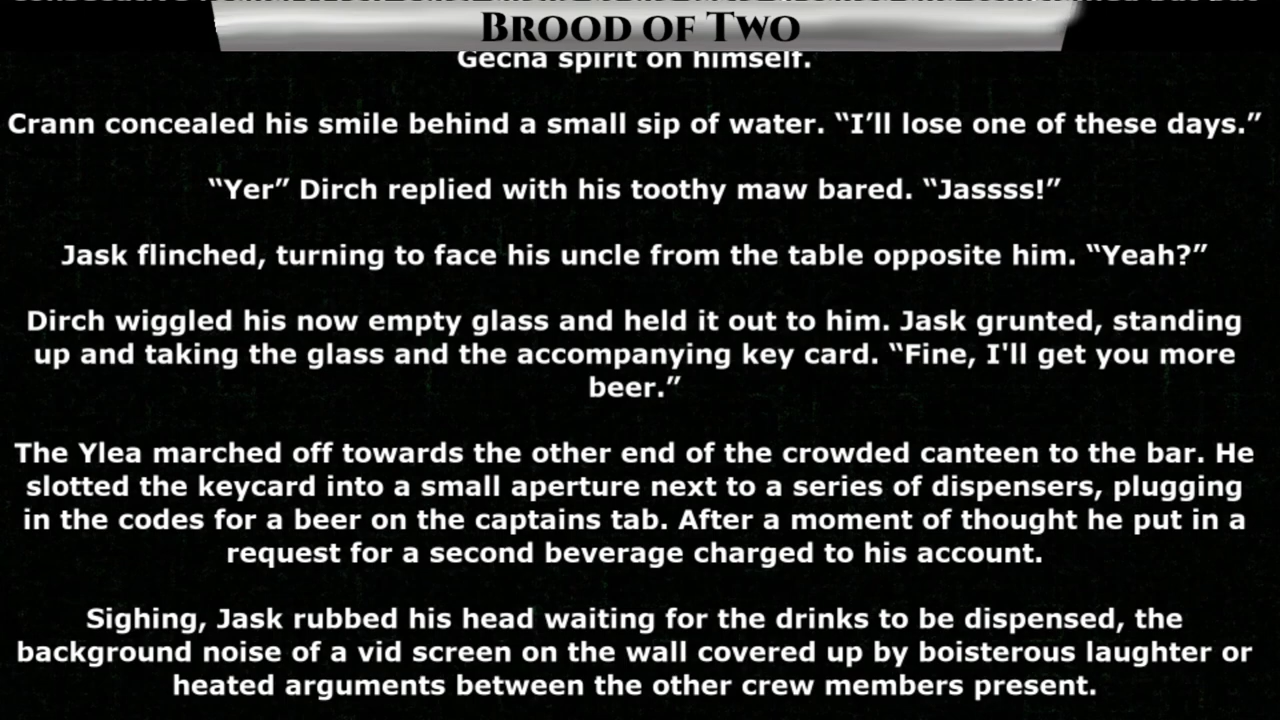 BROOD OF TWO
Gecna spirit on himself.
Crann concealed his smile behind a small sip of water. “I’ll lose one of these days.”
“Yer” Dirch replied with his toothy maw bared. “Jassss!”
Jask flinched, turning to face his uncle from the table opposite him. “Yeah?”
Dirch wiggled his now empty glass and held it out to him. Jask grunted, standing
up and taking the glass and the accompanying key card. “Fine, I'll get you more
beer.”
The Ylea marched off towards the other end of the crowded canteen to the bar. He
slotted the keycard into a small aperture next to a series of dispensers, plugging
in the codes for a beer on the captains tab. After a moment of thought he put in a
request for a second beverage charged to his account.
Sighing, Jask rubbed his head waiting for the drinks to be dispensed, the
background noise of a vid screen on the wall covered up by boisterous laughter or
heated arguments between the other crew members present.